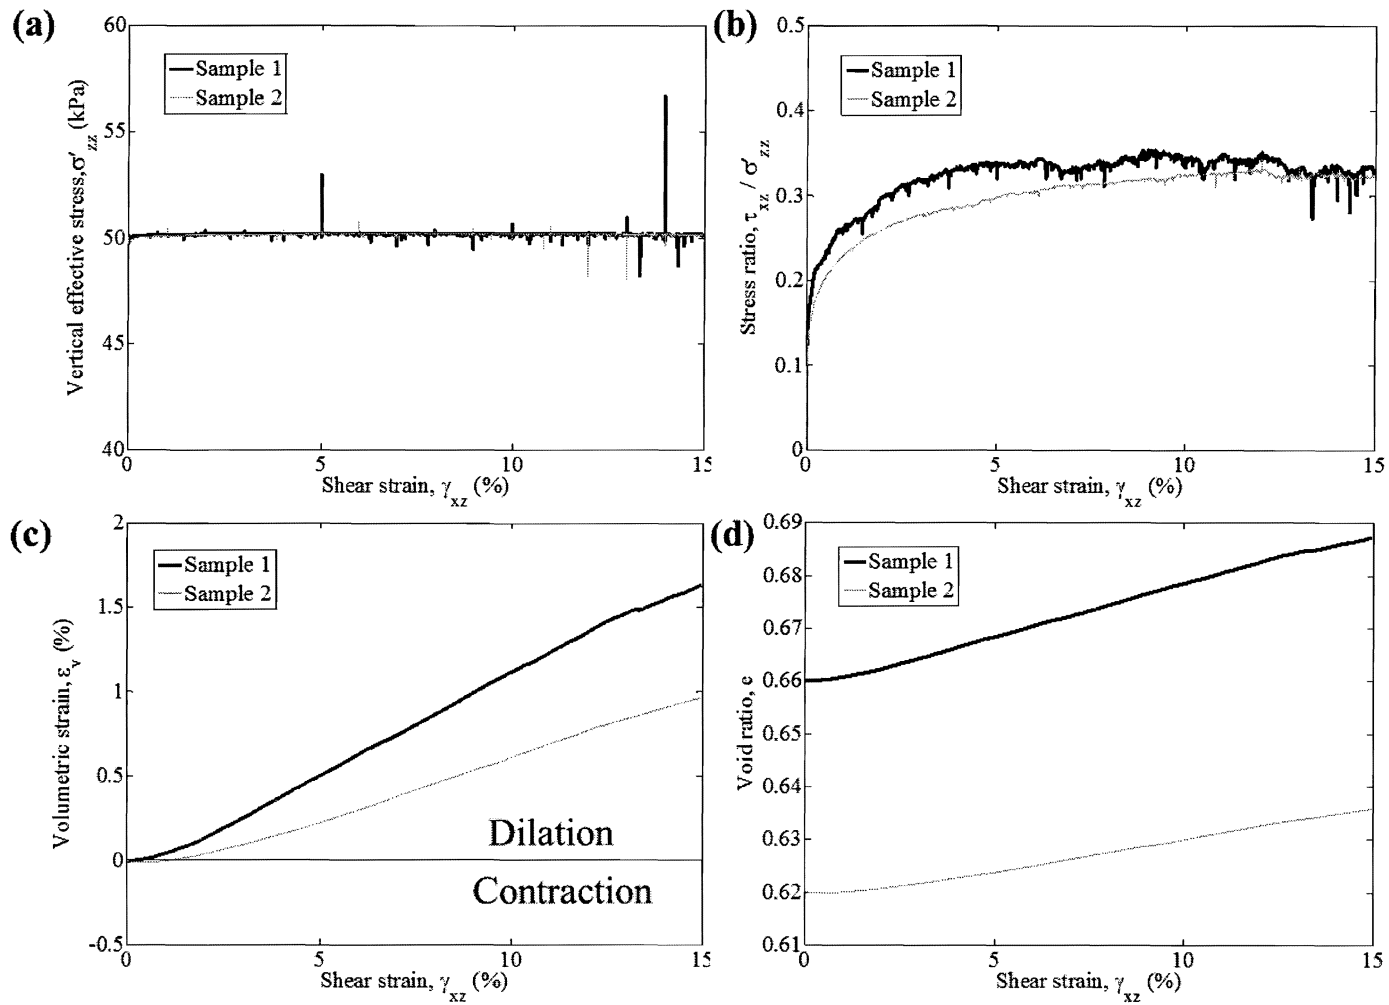 (a)
60
55
50
45
40
Vertical effective stress,σ′zz (kPa)
Sample 1
Sample 2
0 5 10 15
Shear strain, γxz (%)
(b)
0.5
0.4
0.3
0.2
0.1
0
Stress ratio, τxz / σ′zz
Sample 1
Sample 2
0 5 10 15
Shear strain, γxz (%)
(c)
2
1.5
1
0.5
0
-0.5
Volumetric strain, εv (%)
Sample 1
Sample 2
Dilation
Contraction
0 5 10 15
Shear strain, γxz (%)
(d)
0.69
0.68
0.67
0.66
0.65
0.64
0.63
0.62
0.61
Void ratio, e
Sample 1
Sample 2
0 5 10 15
Shear strain, γxz (%)